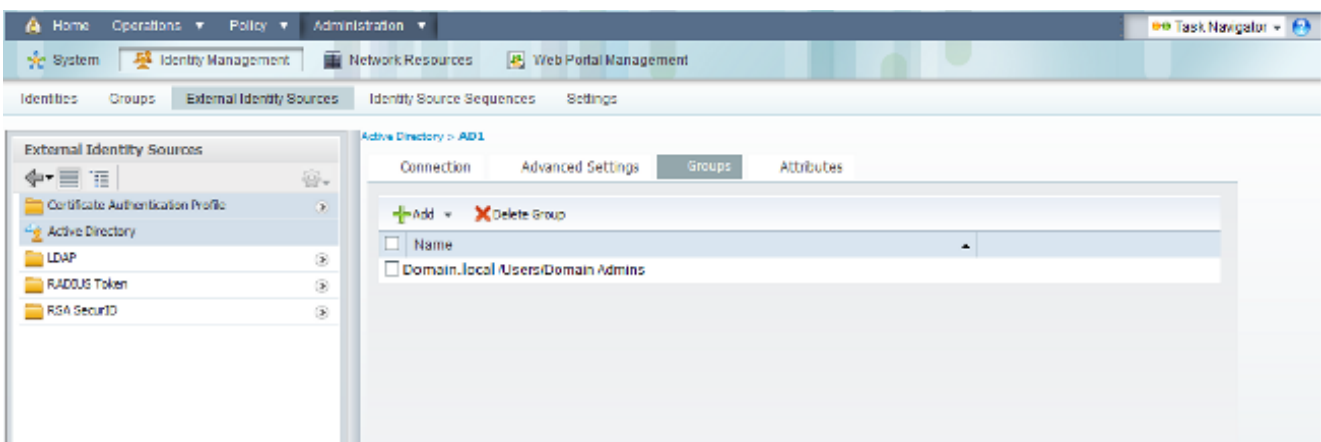 Home Operations Policy Administration Task Navigator
System Identity Management Network Resources Web Portal Management
Identities Groups External Identity Sources Identity Source Sequences Settings
External Identity Sources
Active Directory > AD1
Connection Advanced Settings Groups Attributes
Certificate Authentication Profile
Add Delete Group
Active Directory
Name
LDAP
Domain.local /Users/Domain Admins
RADIUS Token
RSA SecurID